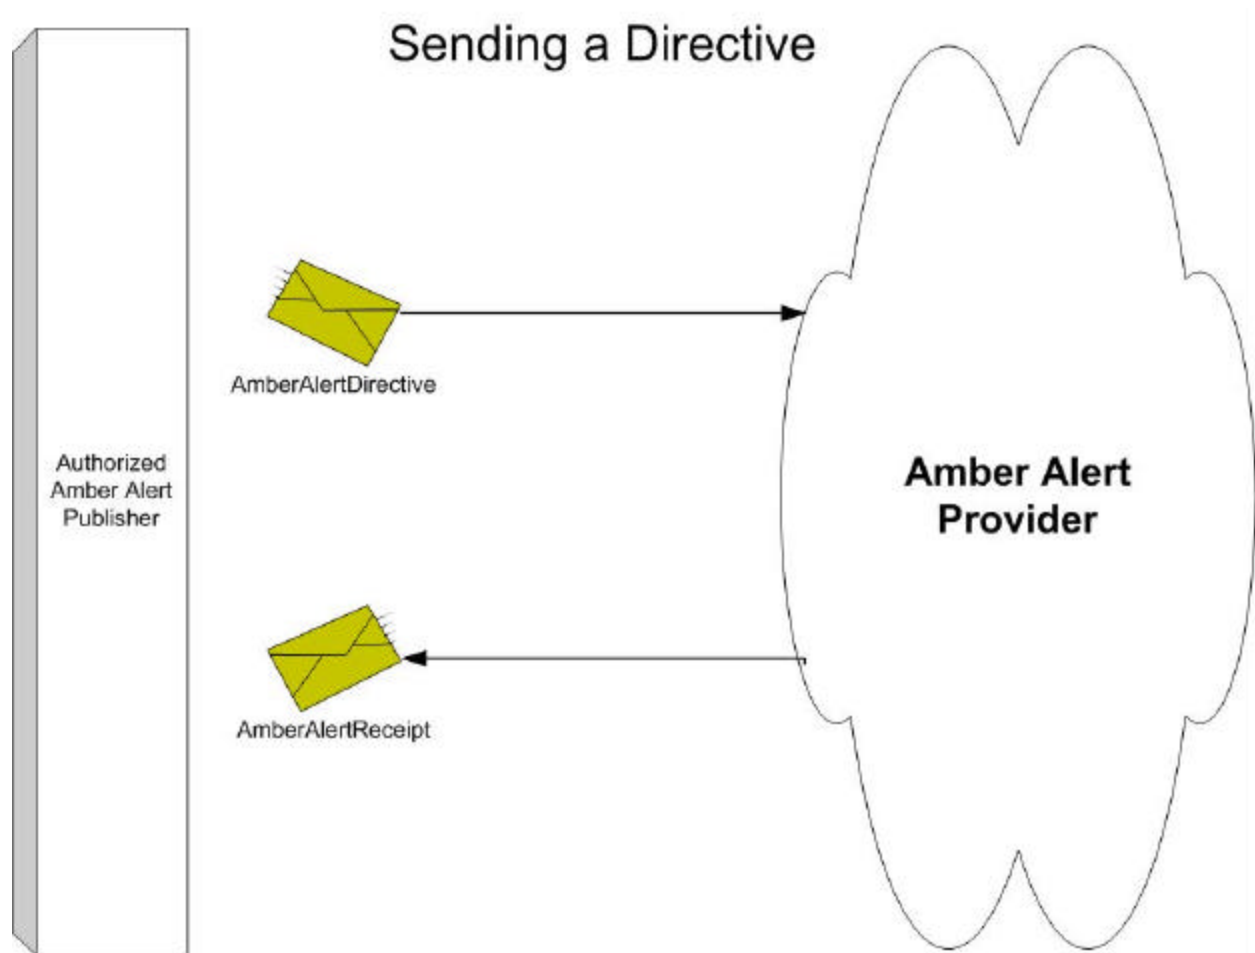 Sending a Directive
AmberAlertDirective
Authorized
Amber Alert
Publisher
Amber Alert
Provider
AmberAlertReceipt